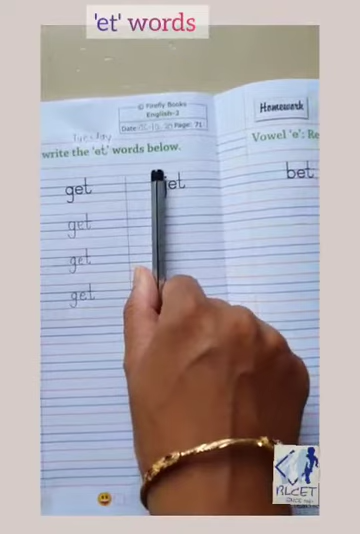 'et' words
© Firefly Books
English-2
Date Page: 71
Tuesday
write the 'et' words below.
get
get
get
get
Homework
Vowel 'e': Re
bet
BLCET